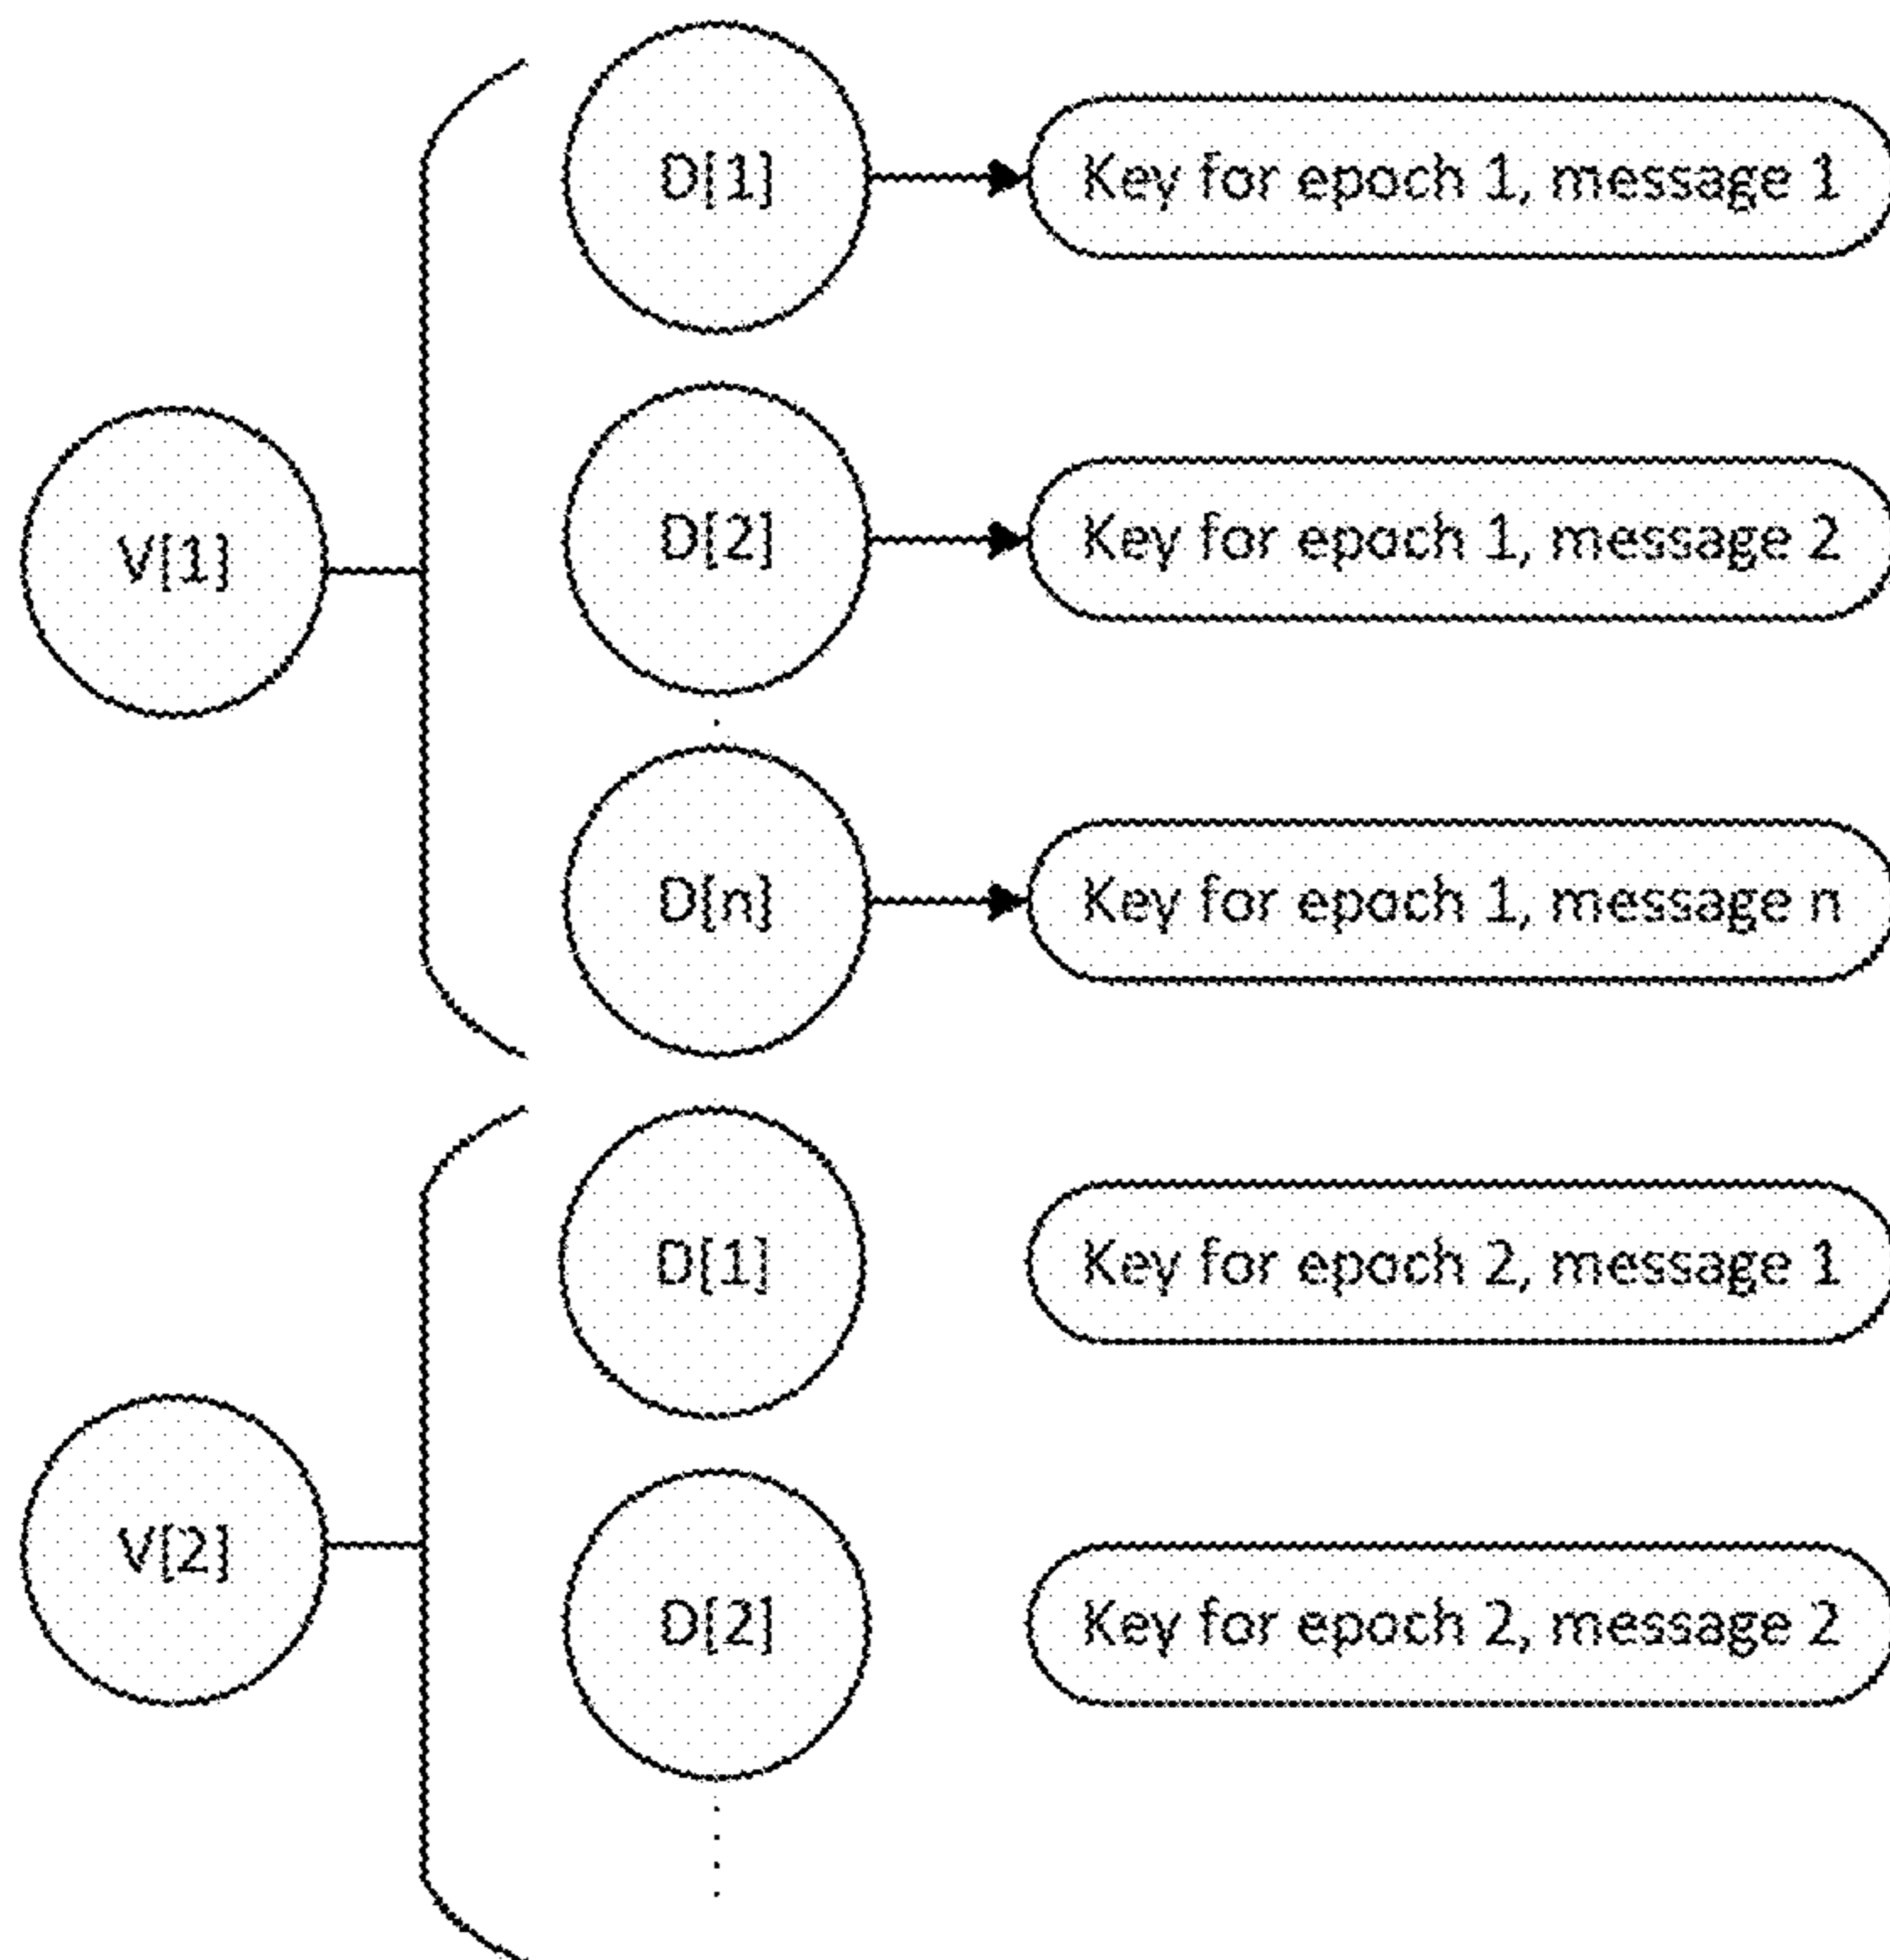 D[1]
Key for epoch 1, message 1
V[1]
D[2]
Key for epoch 1, message 2
D[n]
Key for epoch 1, message n
D[1]
Key for epoch 2, message 1
V[2]
D[2]
Key for epoch 2, message 2